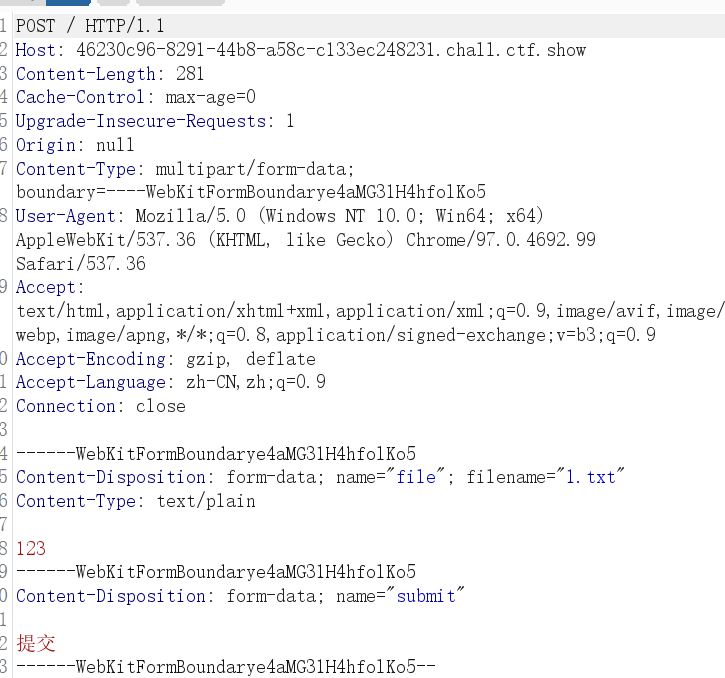 1 POST / HTTP/1.1
2 Host: 46230c96-8291-44b8-a58c-c133ec248231.chall.ctf.show
3 Content-Length: 281
4 Cache-Control: max-age=0
5 Upgrade-Insecure-Requests: 1
6 Origin: null
7 Content-Type: multipart/form-data;
boundary=----WebKitFormBoundarye4aMG31H4hfolKo5
8 User-Agent: Mozilla/5.0 (Windows NT 10.0; Win64; x64)
AppleWebKit/537.36 (KHTML, like Gecko) Chrome/97.0.4692.99
Safari/537.36
9 Accept:
text/html,application/xhtml+xml,application/xml;q=0.9,image/avif,image/
webp,image/apng,*/*;q=0.8,application/signed-exchange;v=b3;q=0.9
0 Accept-Encoding: gzip, deflate
1 Accept-Language: zh-CN,zh;q=0.9
2 Connection: close
3
4 ------WebKitFormBoundarye4aMG31H4hfolKo5
5 Content-Disposition: form-data; name="file"; filename="1.txt"
6 Content-Type: text/plain
7
8 123
9 ------WebKitFormBoundarye4aMG31H4hfolKo5
0 Content-Disposition: form-data; name="submit"
1
2 提交
3 ------WebKitFormBoundarye4aMG31H4hfolKo5--